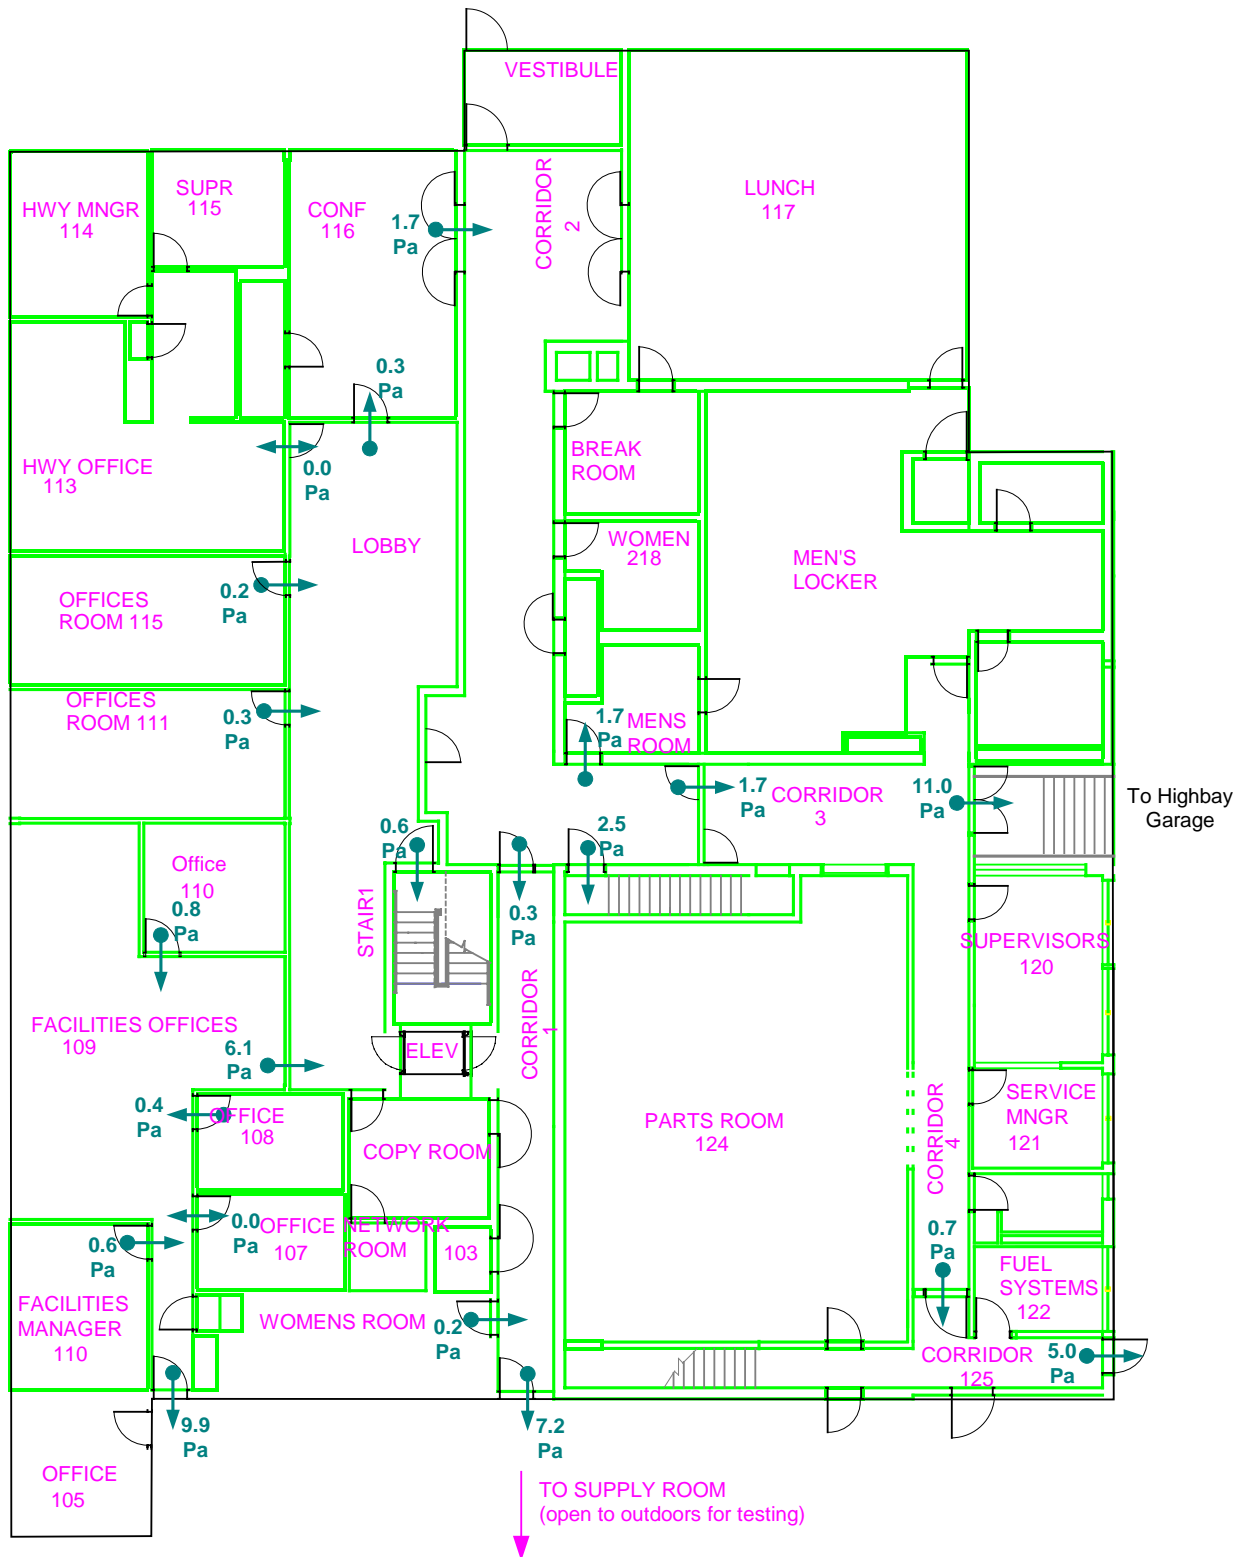 VESTIBULE
SUPR
115
HWY MNGR
114
CONF
116
1.7
Pa
CORRIDOR
2
LUNCH
117
0.3
Pa
HWY OFFICE
113
0.0
Pa
BREAK
ROOM
LOBBY
WOMEN
218
MEN'S
LOCKER
OFFICES
ROOM 115
0.2
Pa
OFFICES
ROOM 111
0.3
Pa
1.7
Pa
MENS
ROOM
1.7
Pa
CORRIDOR
3
11.0
Pa
To Highbay
Garage
0.6
Pa
2.5
Pa
Office
110
0.8
Pa
STAIR1
0.3
Pa
SUPERVISORS
120
FACILITIES OFFICES
109
CORRIDOR
1
6.1
Pa
ELEV
0.4
Pa
OFFICE
108
COPY ROOM
PARTS ROOM
124
CORRIDOR
4
SERVICE
MNGR
121
0.0
Pa
OFFICE
107
NETWORK
ROOM
103
0.6
Pa
0.7
Pa
FUEL
SYSTEMS
122
FACILITIES
MANAGER
110
WOMENS ROOM
0.2
Pa
CORRIDOR
125
5.0
Pa
9.9
Pa
7.2
Pa
OFFICE
105
TO SUPPLY ROOM
(open to outdoors for testing)